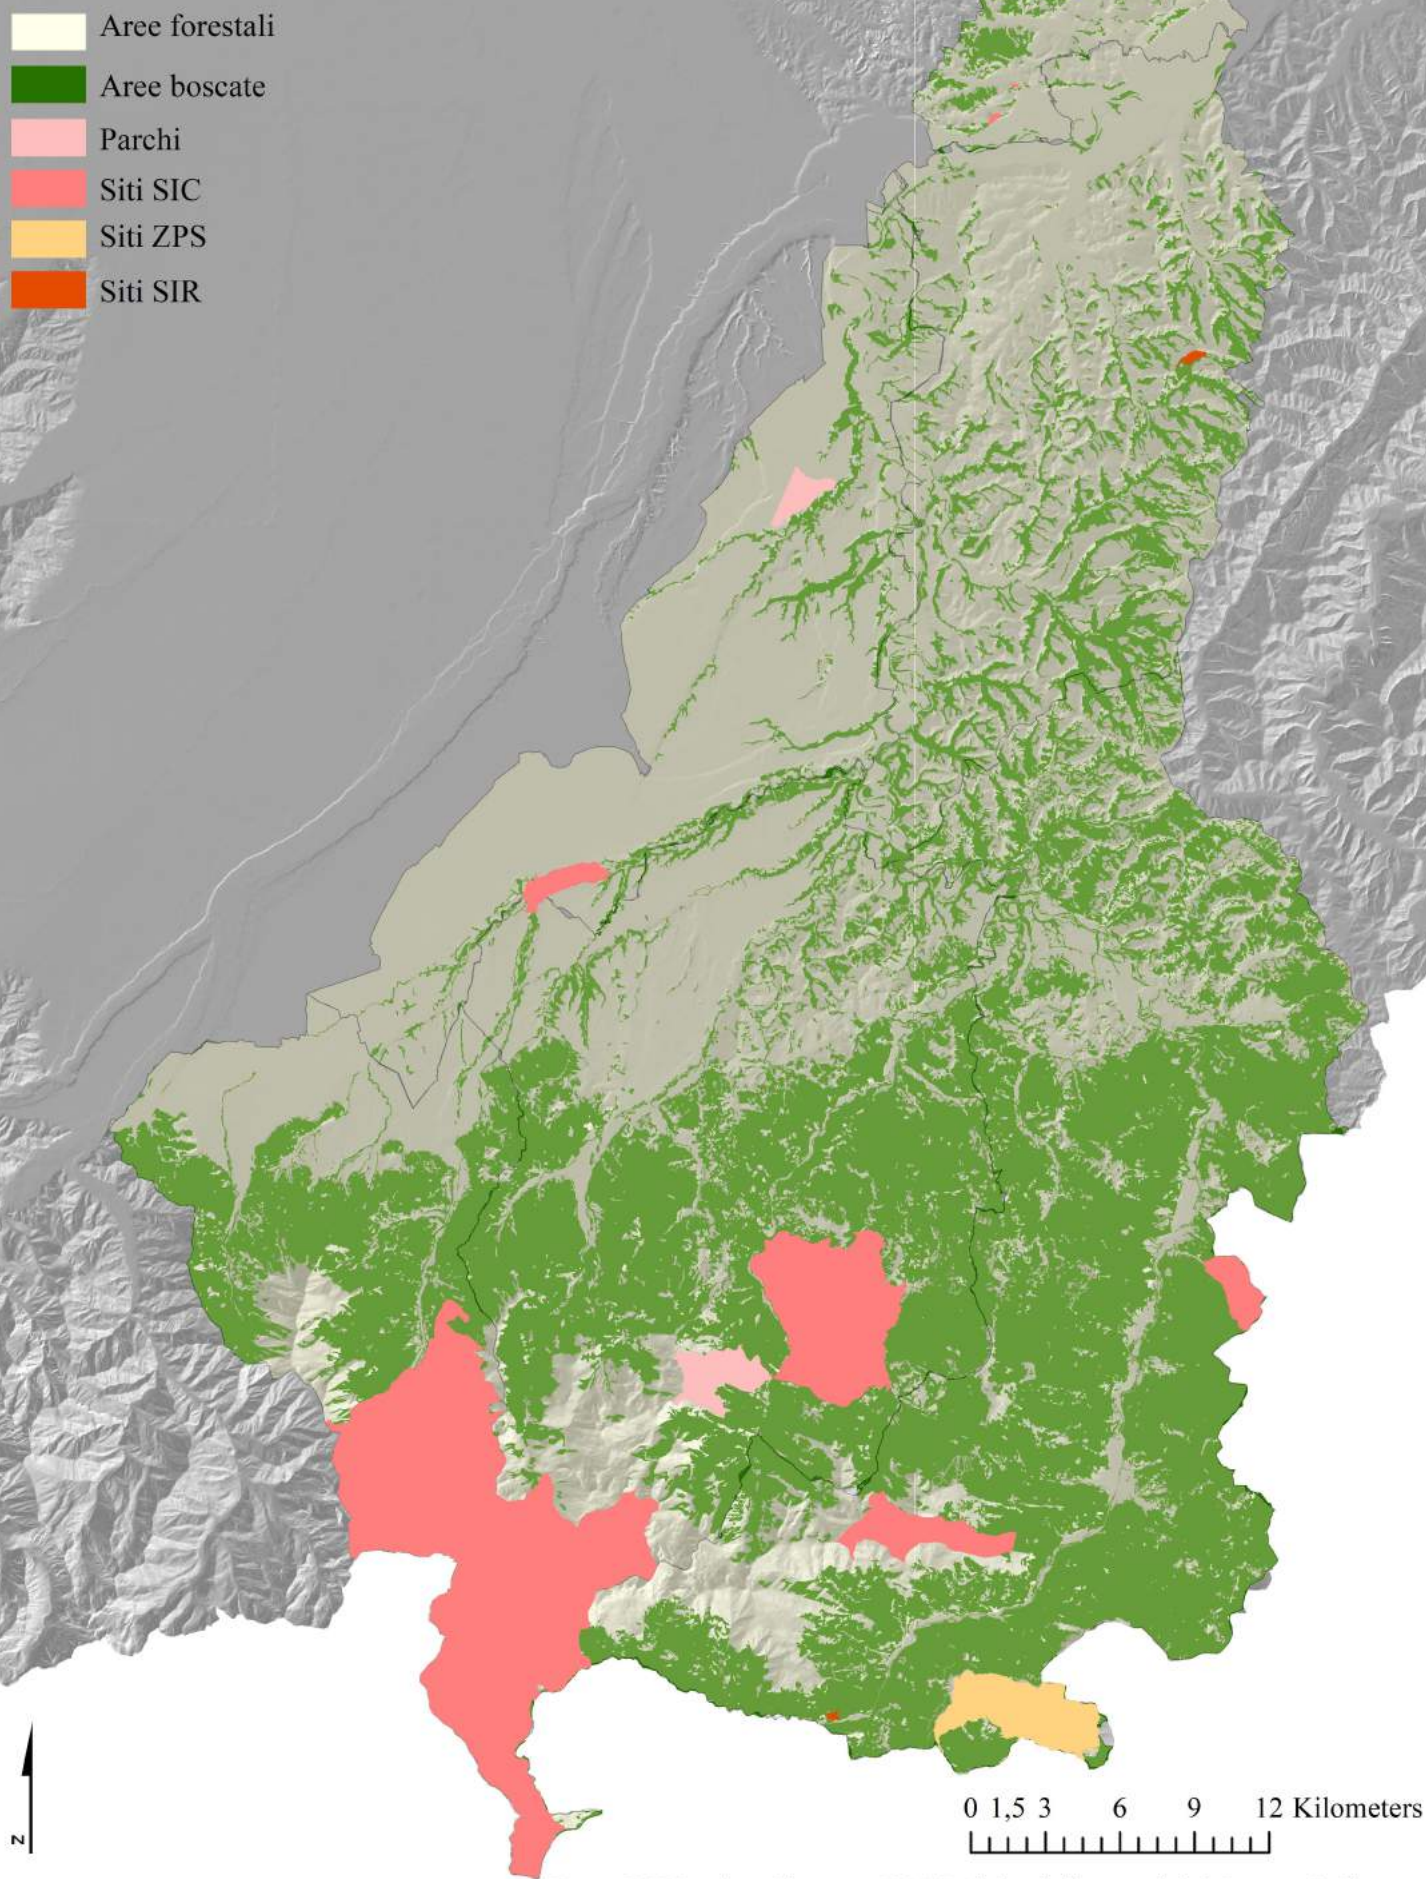 Aree forestali
Aree boscate
Parchi
Siti SIC
Siti ZPS
Siti SIR
0 1,5 3 6 9 12 Kilometers
N